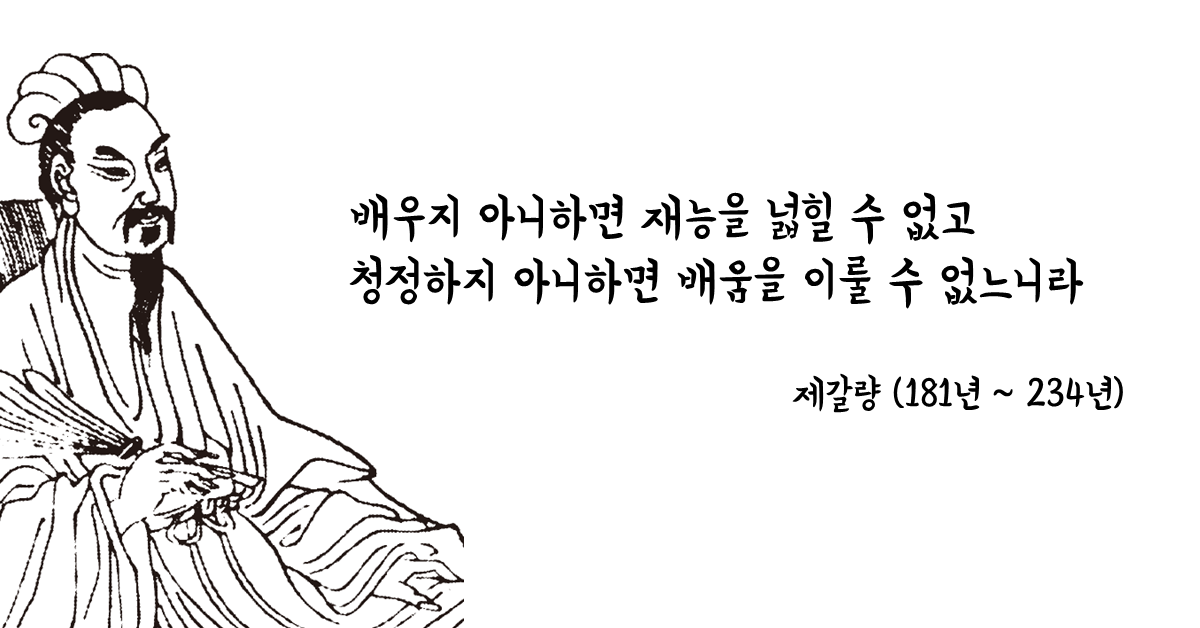 배우지 아니하면 재능을 넓힐 수 없고
청정하지 아니하면 배움을 이룰 수 없느니라
제갈량 (181년 ~ 234년)